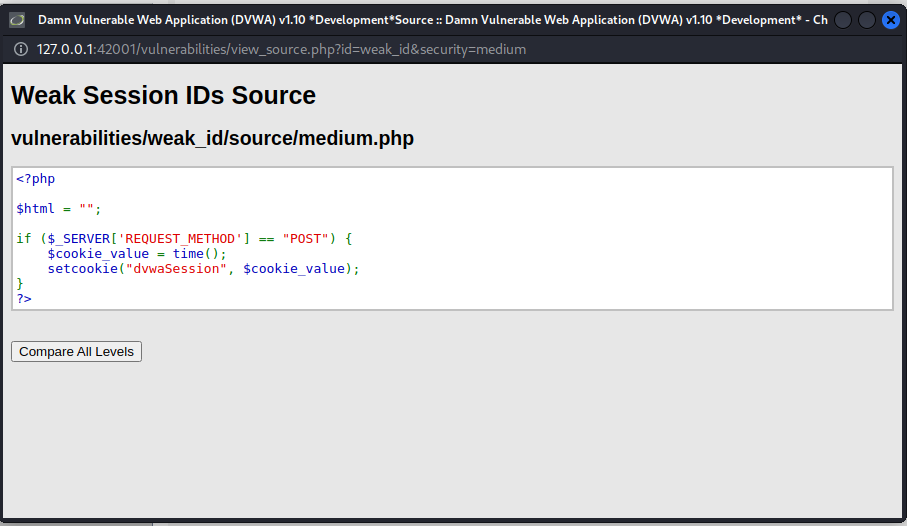 Damn Vulnerable Web Application (DVWA) v1.10 *Development*Source :: Damn Vulnerable Web Application (DVWA) v1.10 *Development* - Ch
127.0.0.1:42001/vulnerabilities/view_source.php?id=weak_id&security=medium
Weak Session IDs Source
vulnerabilities/weak_id/source/medium.php
<?php
$html = "";
if ($_SERVER['REQUEST_METHOD'] == "POST") {
    $cookie_value = time();
    setcookie("dvwaSession", $cookie_value);
}
?>
Compare All Levels